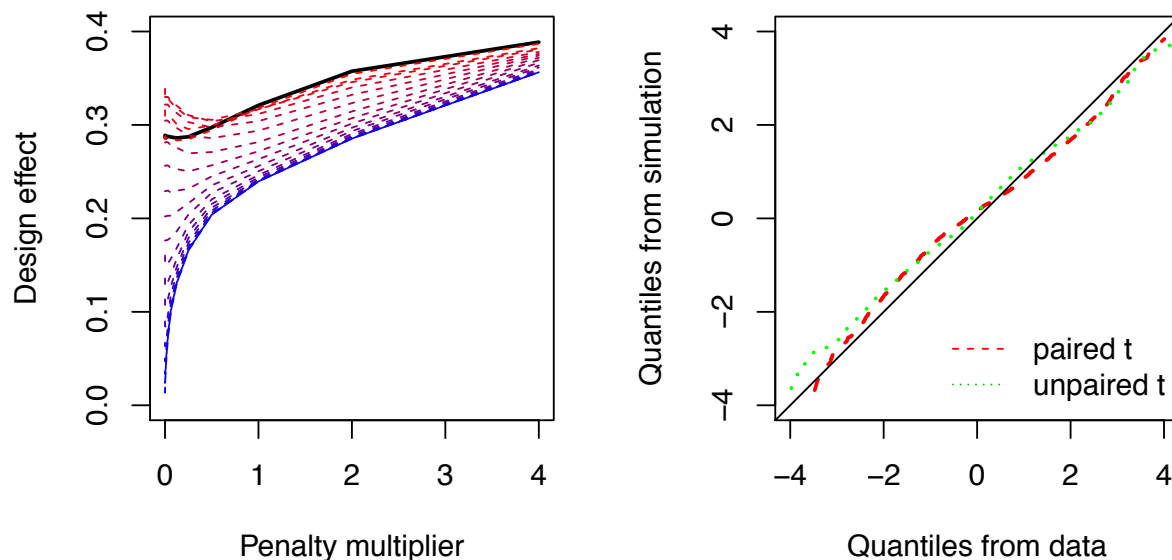 Design effect
0.4
0.3
0.2
0.1
0.0
0 1 2 3 4
Penalty multiplier
Quantiles from simulation
4
2
0
−2
−4
paired t
unpaired t
−4 −2 0 2 4
Quantiles from data